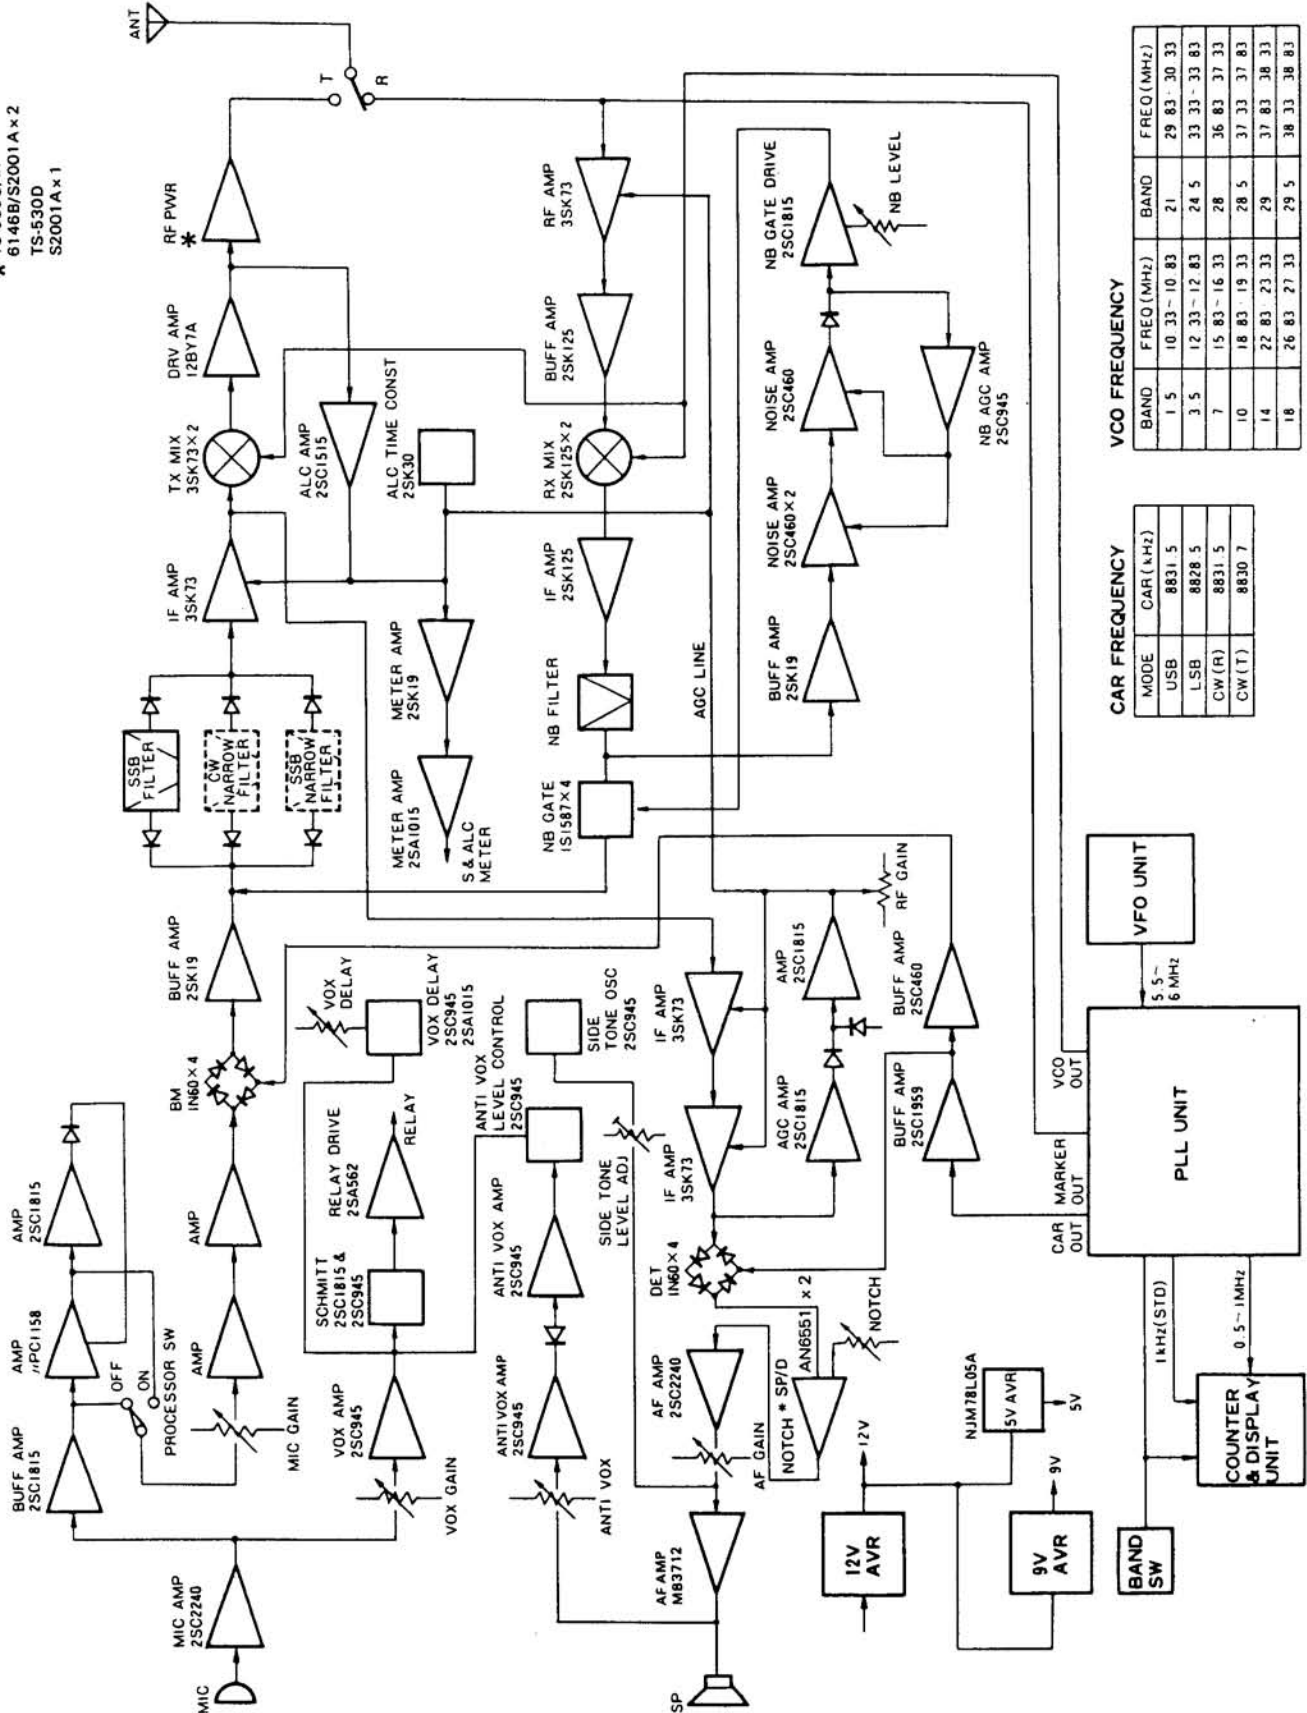 6146B/S2001A×2
TS-530D
S2001A×1
ANT
T
R
RF PWR
*
DRV AMP
12BY7A
TX MIX
3SK73×2
IF AMP
3SK73
SSB
FILTER
CW
NARROW
FILTER
SSB
NARROW
FILTER
BUFF AMP
2SK19
BM
IN60×4
AMP
2SC1815
AMP
μPC1158
BUFF AMP
2SC1815
OFF
ON
PROCESSOR SW
AMP
AMP
MIC GAIN
MIC AMP
2SC2240
MIC
ALC AMP
2SC1515
ALC TIME CONST
2SK30
METER AMP
2SK19
METER AMP
2SA1015
S & ALC
METER
VOX
DELAY
VOX DELAY
2SC945
2SA1015
RELAY
RELAY DRIVE
2SA562
SCHMITT
2SC1815 &
2SC945
VOX AMP
2SC945
VOX GAIN
ANTI VOX
LEVEL CONTROL
2SC945
ANTI VOX AMP
2SC945
ANTI VOX AMP
2SC945
ANTI VOX
SIDE
TONE OSC
2SC945
SIDE TONE
LEVEL ADJ
RF AMP
3SK73
BUFF AMP
2SK125
RX MIX
2SK125×2
IF AMP
2SK125
NB FILTER
NB GATE
1S1587×4
AGC LINE
IF AMP
3SK73
IF AMP
3SK73
DET
IN60×4
AF AMP
2SC2240
AF GAIN
AF AMP
MB3712
SP
NOTCH * SP/D
AN6551 ×2
NOTCH
AMP
2SC1815
AGC AMP
2SC1815
RF GAIN
BUFF AMP
2SC460
BUFF AMP
2SC1959
NB GATE DRIVE
2SC1815
NB LEVEL
NOISE AMP
2SC460
NB AGC AMP
2SC945
NOISE AMP
2SC460×2
BUFF AMP
2SK19
12V
AVR
12V
NJM78L05A
5V AVR
5V
9V
AVR
9V
VFO UNIT
5.5~
6MHz
PLL UNIT
VCO
OUT
MARKER
OUT
CAR
OUT
1kHz(STD)
0.5~1MHz
COUNTER
& DISPLAY
UNIT
BAND
SW
CAR FREQUENCY
MODE CAR(kHz)
USB 8831.5
LSB 8828.5
CW(R) 8831.5
CW(T) 8830.7
VCO FREQUENCY
BAND FREQ(MHz) BAND FREQ(MHz)
1.5 10.33~10.83 21 29.83~30.33
3.5 12.33~12.83 24.5 33.33~33.83
7 15.83~16.33 28 36.83 37.33
10 18.83~19.33 28.5 37.33 37.83
14 22.83~23.33 29 37.83 38.33
18 26.83 27.33 29.5 38.33 38.83